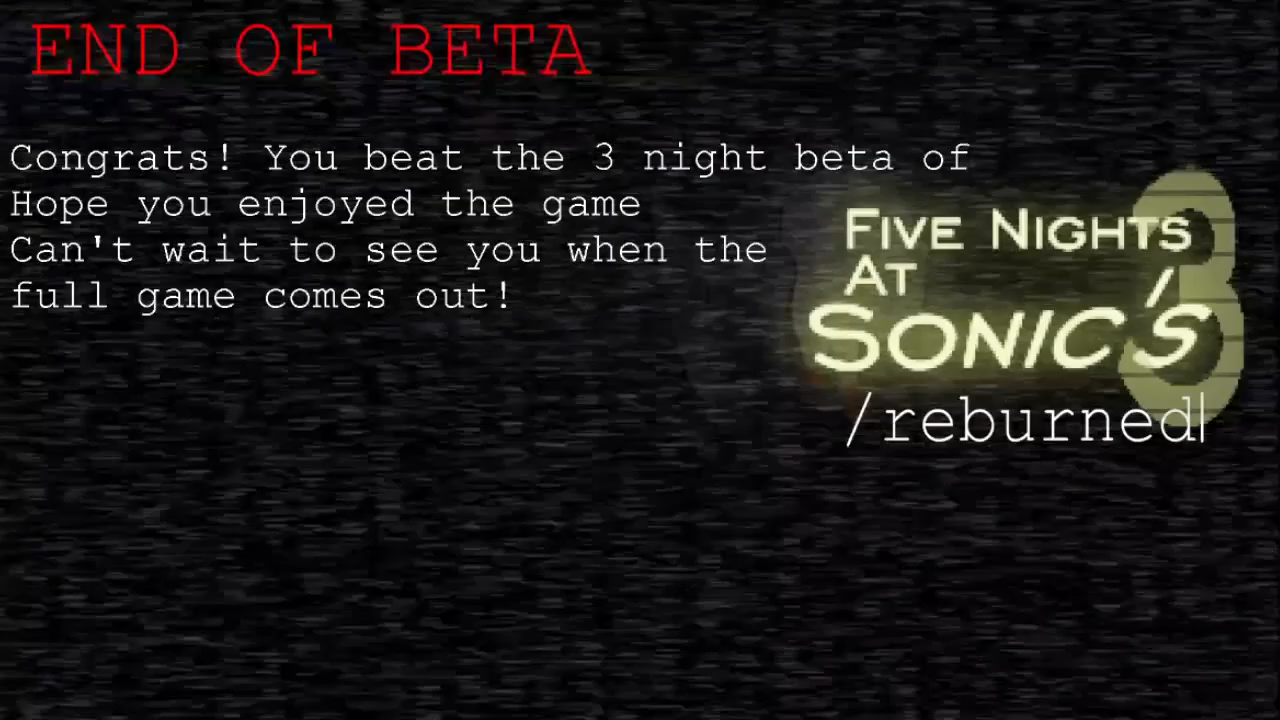 END OF BETA
Congrats! You beat the 3 night beta of
Hope you enjoyed the game
Can't wait to see you when the
full game comes out!
FIVE NIGHTS
AT
SONIC'S
3
/reburned|